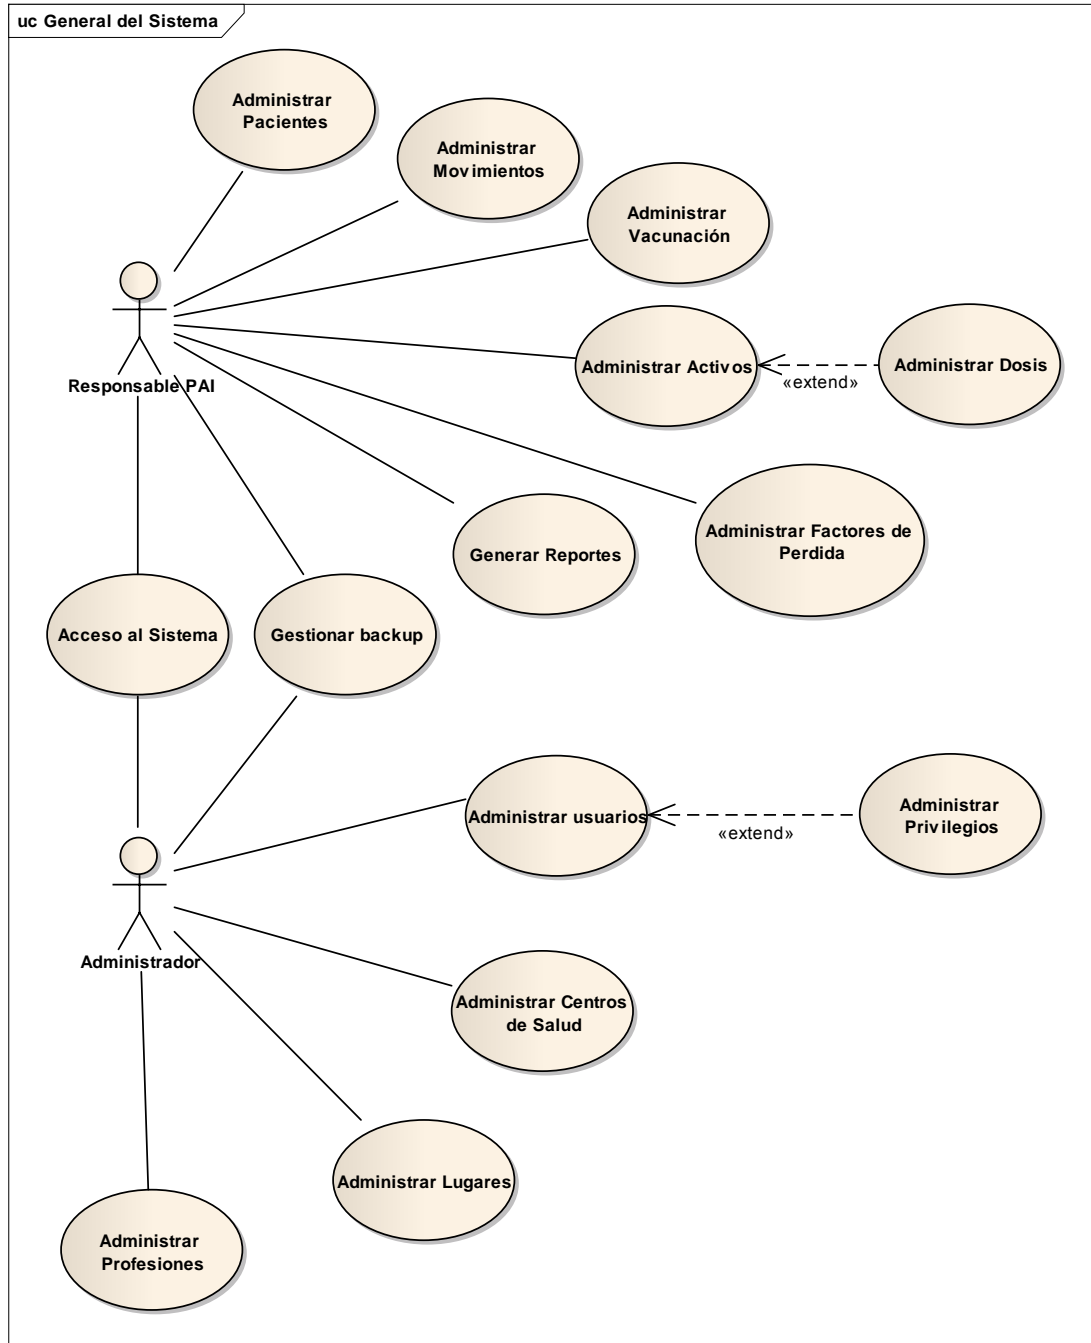 uc General del Sistema
Administrar
Pacientes
Administrar
Movimientos
Administrar
Vacunación
Responsable PAI
Administrar Activos
«extend»
Administrar Dosis
Generar Reportes
Administrar Factores de
Perdida
Acceso al Sistema
Gestionar backup
Administrar usuarios
«extend»
Administrar
Privilegios
Administrador
Administrar Centros
de Salud
Administrar Lugares
Administrar
Profesiones